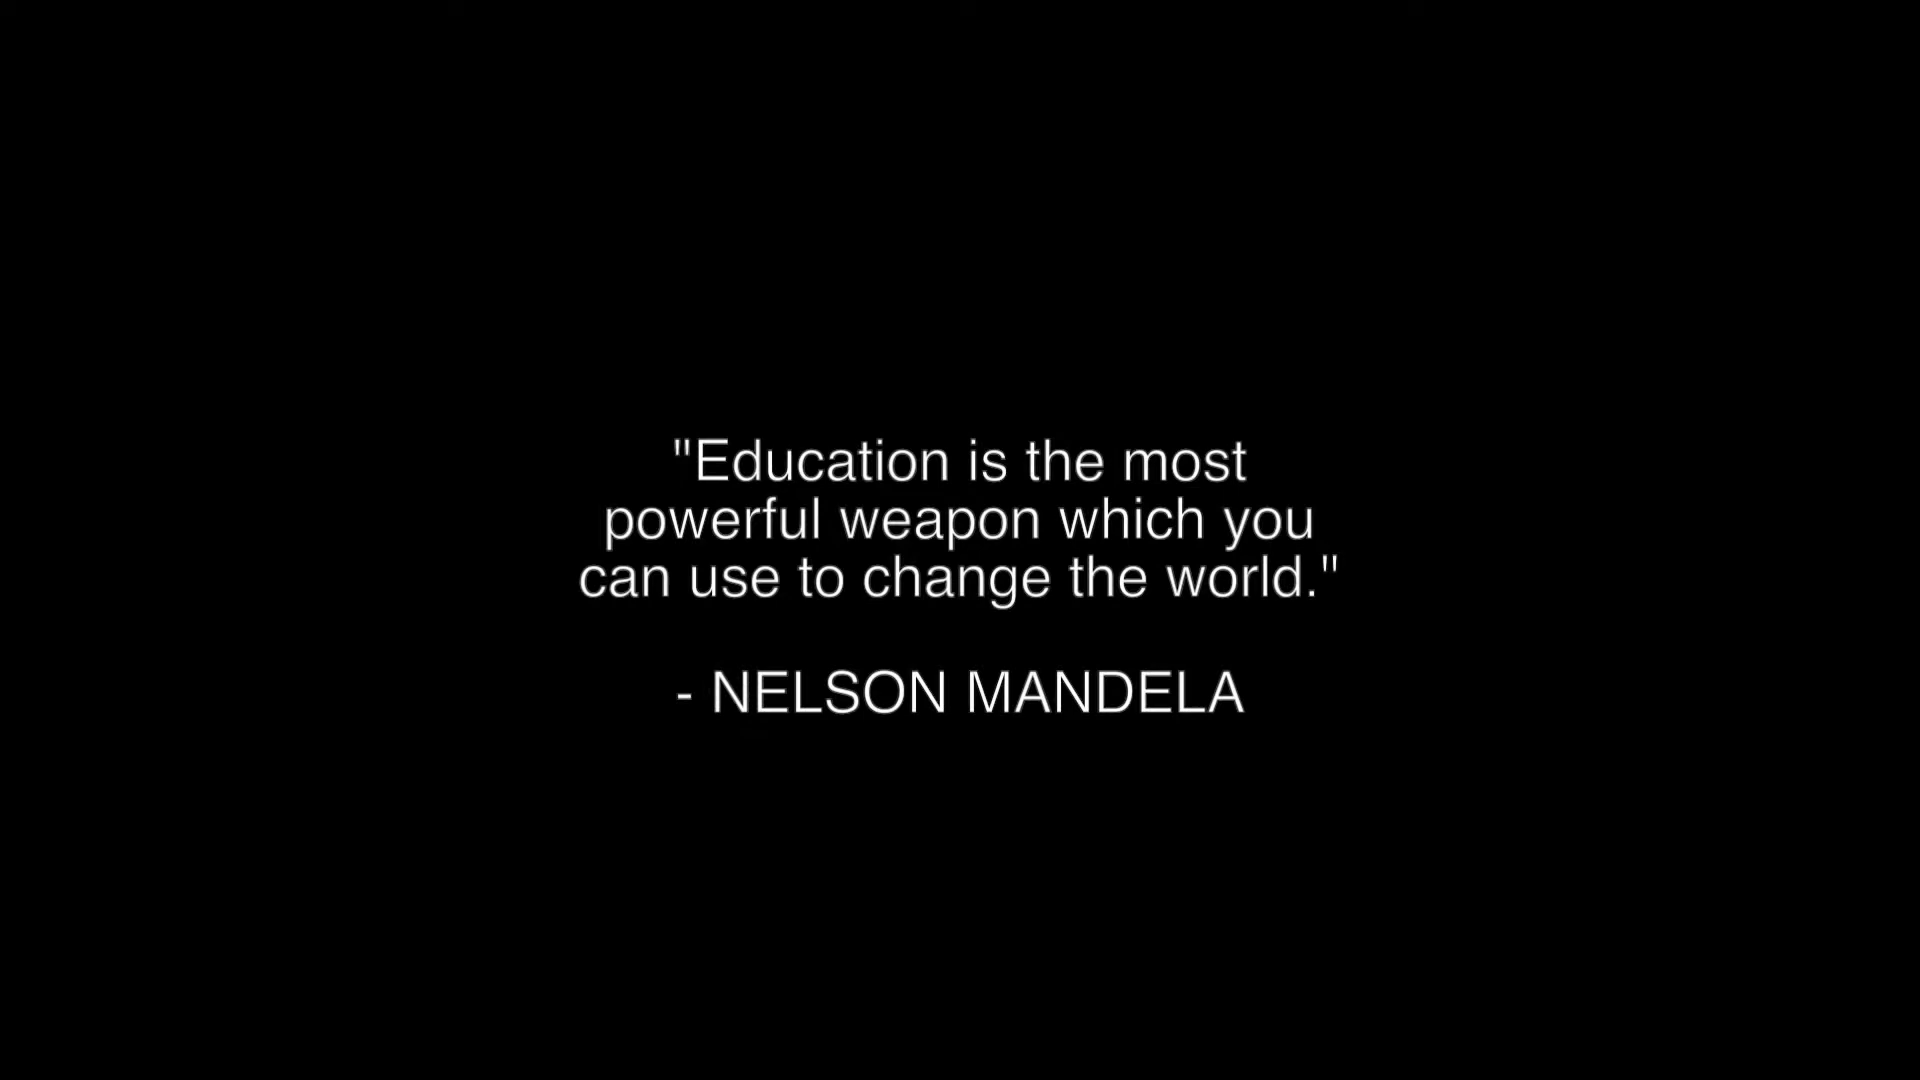 "Education is the most
powerful weapon which you
can use to change the world."
- NELSON MANDELA